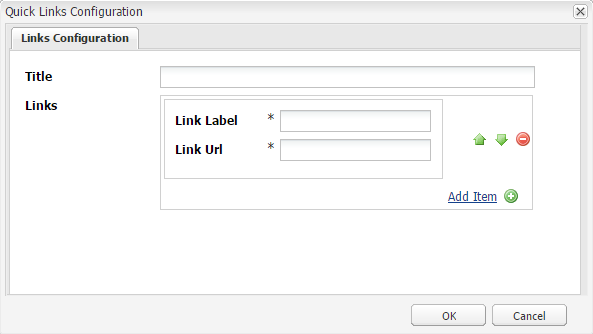 Quick Links Configuration
Links Configuration
Title
Links
Link Label *
Link Url *
Add Item
OK Cancel